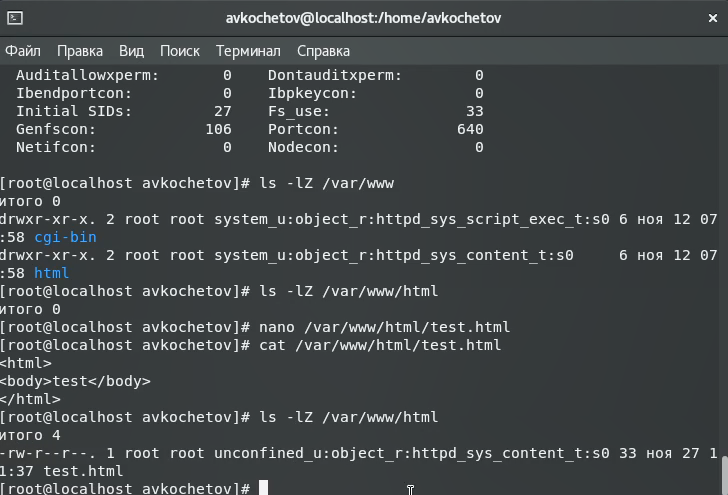 avkochetov@localhost:/home/avkochetov
Файл Правка Вид Поиск Терминал Справка
Auditallowxperm: 0 Dontauditxperm: 0
Ibendportcon: 0 Ibpkeycon: 0
Initial SIDs: 27 Fs_use: 33
Genfscon: 106 Portcon: 640
Netifcon: 0 Nodecon: 0
[root@localhost avkochetov]# ls -lZ /var/www
итого 0
drwxr-xr-x. 2 root root system_u:object_r:httpd_sys_script_exec_t:s0 6 ноя 12 07
:58 cgi-bin
drwxr-xr-x. 2 root root system_u:object_r:httpd_sys_content_t:s0 6 ноя 12 07
:58 html
[root@localhost avkochetov]# ls -lZ /var/www/html
итого 0
[root@localhost avkochetov]# nano /var/www/html/test.html
[root@localhost avkochetov]# cat /var/www/html/test.html
<html>
<body>test</body>
</html>
[root@localhost avkochetov]# ls -lZ /var/www/html
итого 4
-rw-r--r--. 1 root root unconfined_u:object_r:httpd_sys_content_t:s0 33 ноя 27 1
1:37 test.html
[root@localhost avkochetov]#